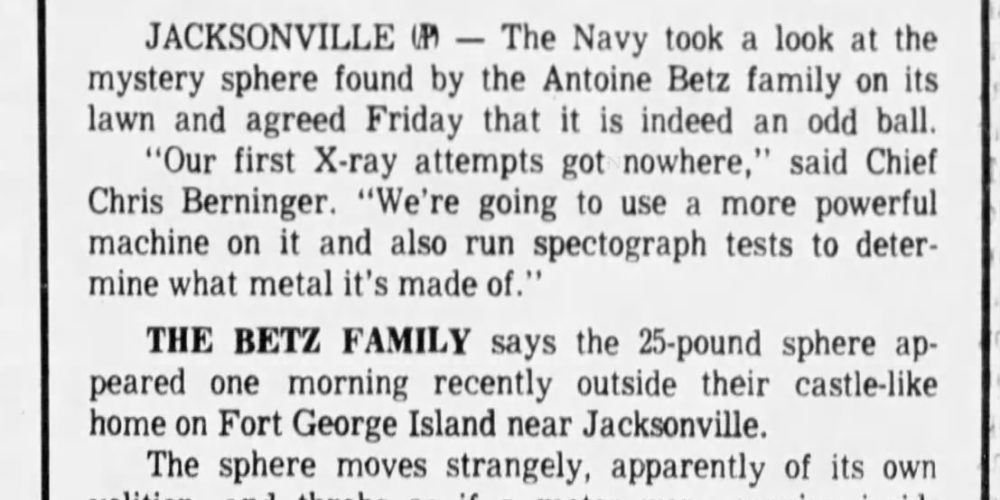 JACKSONVILLE (AP) — The Navy took a look at the
mystery sphere found by the Antoine Betz family on its
lawn and agreed Friday that it is indeed an odd ball.
"Our first X-ray attempts got nowhere," said Chief
Chris Berninger. "We're going to use a more powerful
machine on it and also run spectograph tests to deter-
mine what metal it's made of."
THE BETZ FAMILY says the 25-pound sphere ap-
peared one morning recently outside their castle-like
home on Fort George Island near Jacksonville.
The sphere moves strangely, apparently of its own